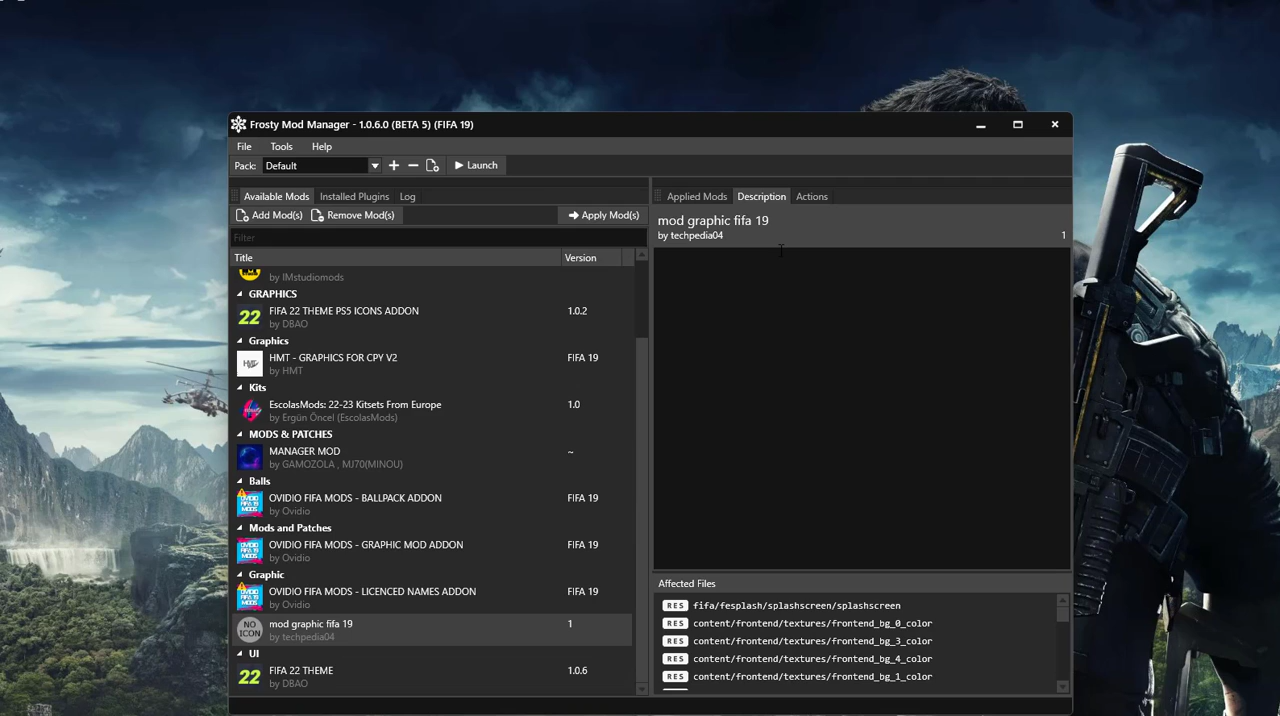 Frosty Mod Manager - 1.0.6.0 (BETA 5) (FIFA 19)
File Tools Help
Pack: Default Launch
Available Mods Installed Plugins Log
Add Mod(s) Remove Mod(s) Apply Mod(s)
Filter
Title Version
by IMstudiomods
GRAPHICS
22 FIFA 22 THEME PS5 ICONS ADDON 1.0.2
by DBAO
Graphics
HMT HMT - GRAPHICS FOR CPY V2 FIFA 19
by HMT
Kits
EscolasMods: 22-23 Kitsets From Europe 1.0
by Ergün Öncel (EscolasMods)
MODS & PATCHES
MANAGER MOD ~
by GAMOZOLA , MJ70(MINOU)
Balls
OVIDIO FIFA MODS - BALLPACK ADDON FIFA 19
by Ovidio
Mods and Patches
OVIDIO FIFA MODS - GRAPHIC MOD ADDON FIFA 19
by Ovidio
Graphic
OVIDIO FIFA MODS - LICENCED NAMES ADDON FIFA 19
by Ovidio
NO ICON mod graphic fifa 19 1
by techpedia04
UI
22 FIFA 22 THEME 1.0.6
by DBAO
Applied Mods Description Actions
mod graphic fifa 19
by techpedia04 1
Affected Files
RES fifa/fesplash/splashscreen/splashscreen
RES content/frontend/textures/frontend_bg_0_color
RES content/frontend/textures/frontend_bg_3_color
RES content/frontend/textures/frontend_bg_4_color
RES content/frontend/textures/frontend_bg_1_color